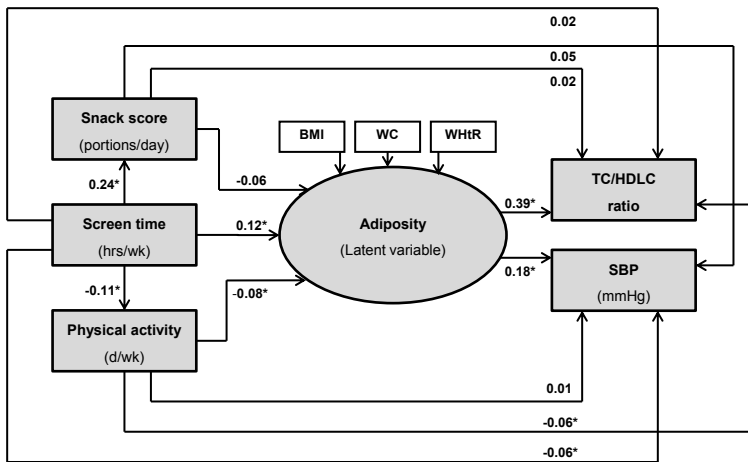 0.02
0.05
0.02
Snack score
(portions/day)
BMI
WC
WHtR
-0.06
0.24*
TC/HDLC
ratio
0.39*
Screen time
(hrs/wk)
0.12*
Adiposity
(Latent variable)
0.18*
SBP
(mmHg)
-0.11*
-0.08*
Physical activity
(d/wk)
0.01
-0.06*
-0.06*